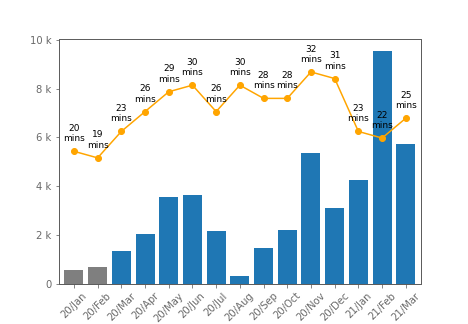 10 k
8 k
6 k
4 k
2 k
0
20
mins
19
mins
23
mins
26
mins
29
mins
30
mins
26
mins
30
mins
28
mins
28
mins
32
mins
31
mins
23
mins
22
mins
25
mins
20/Jan
20/Feb
20/Mar
20/Apr
20/May
20/Jun
20/Jul
20/Aug
20/Sep
20/Oct
20/Nov
20/Dec
21/Jan
21/Feb
21/Mar